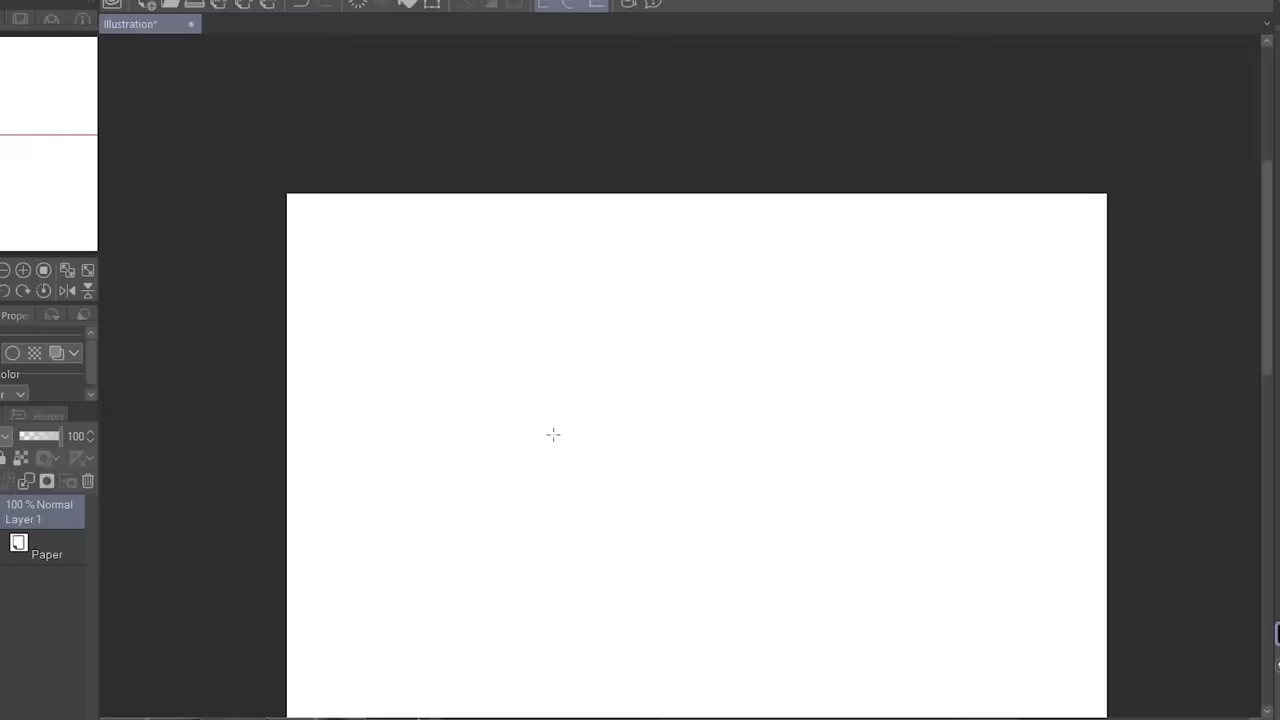 Illustration*
Prope
olor
r
100
100 % Normal
Layer 1
Paper